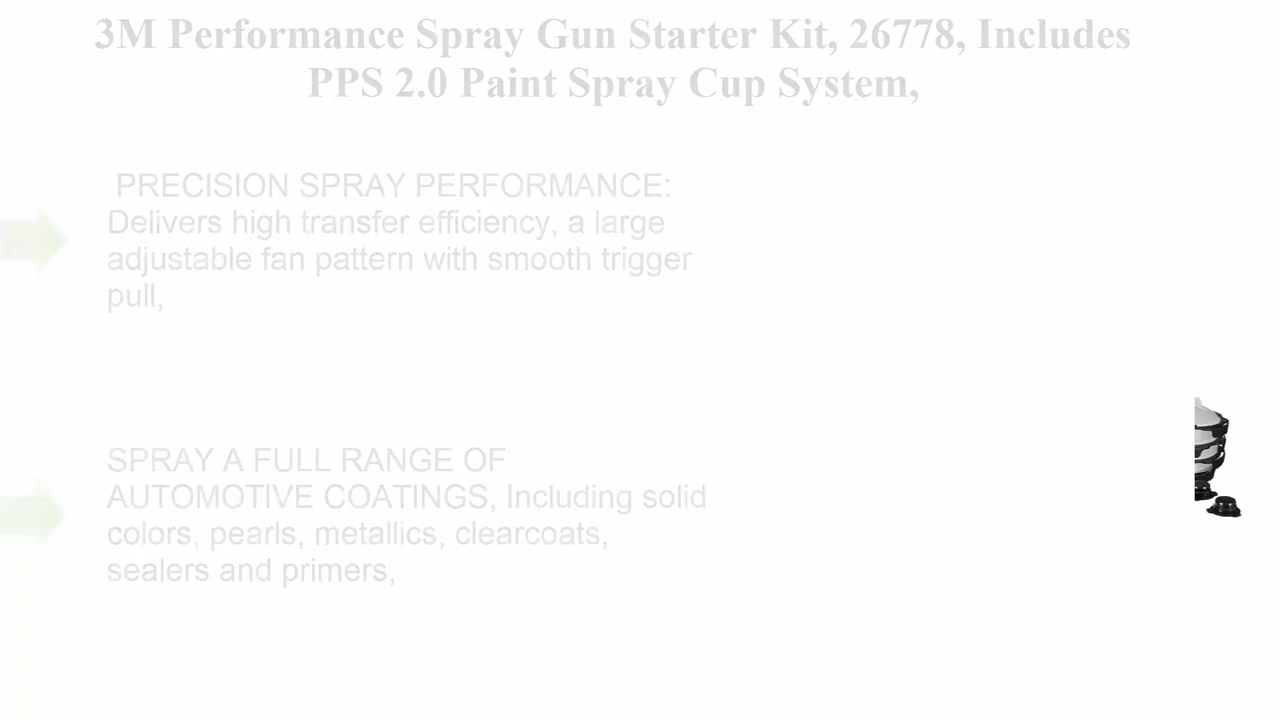 3M Performance Spray Gun Starter Kit, 26778, Includes
PPS 2.0 Paint Spray Cup System,
PRECISION SPRAY PERFORMANCE:
Delivers high transfer efficiency, a large
adjustable fan pattern with smooth trigger
pull,
SPRAY A FULL RANGE OF
AUTOMOTIVE COATINGS, Including solid
colors, pearls, metallics, clearcoats,
sealers and primers,